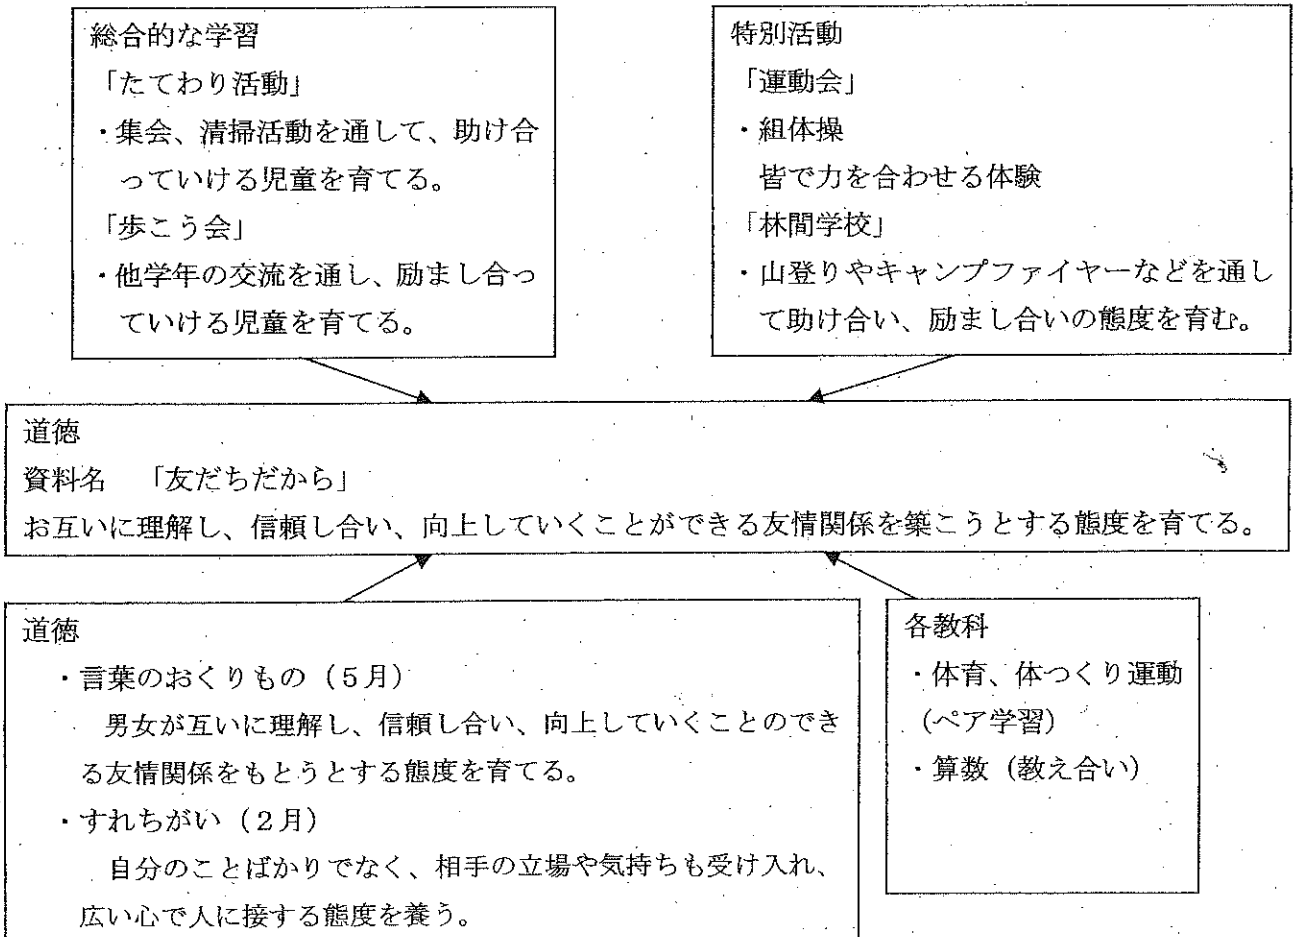 総合的な学習
「たてわり活動」
・集会、清掃活動を通して、助け合
っていける児童を育てる。
「歩こう会」
・他学年の交流を通し、励まし合っ
ていける児童を育てる。
特別活動
「運動会」
・組体操
皆で力を合わせる体験
「林間学校」
・山登りやキャンプファイヤーなどを通し
て助け合い、励まし合いの態度を育む。
道徳
資料名　「友だちだから」
お互いに理解し、信頼し合い、向上していくことができる友情関係を築こうとする態度を育てる。
道徳
・言葉のおくりもの（５月）
男女が互いに理解し、信頼し合い、向上していくことのでき
る友情関係をもとうとする態度を育てる。
・すれちがい（２月）
自分のことばかりでなく、相手の立場や気持ちも受け入れ、
広い心で人に接する態度を養う。
各教科
・体育、体つくり運動
（ペア学習）
・算数（教え合い）